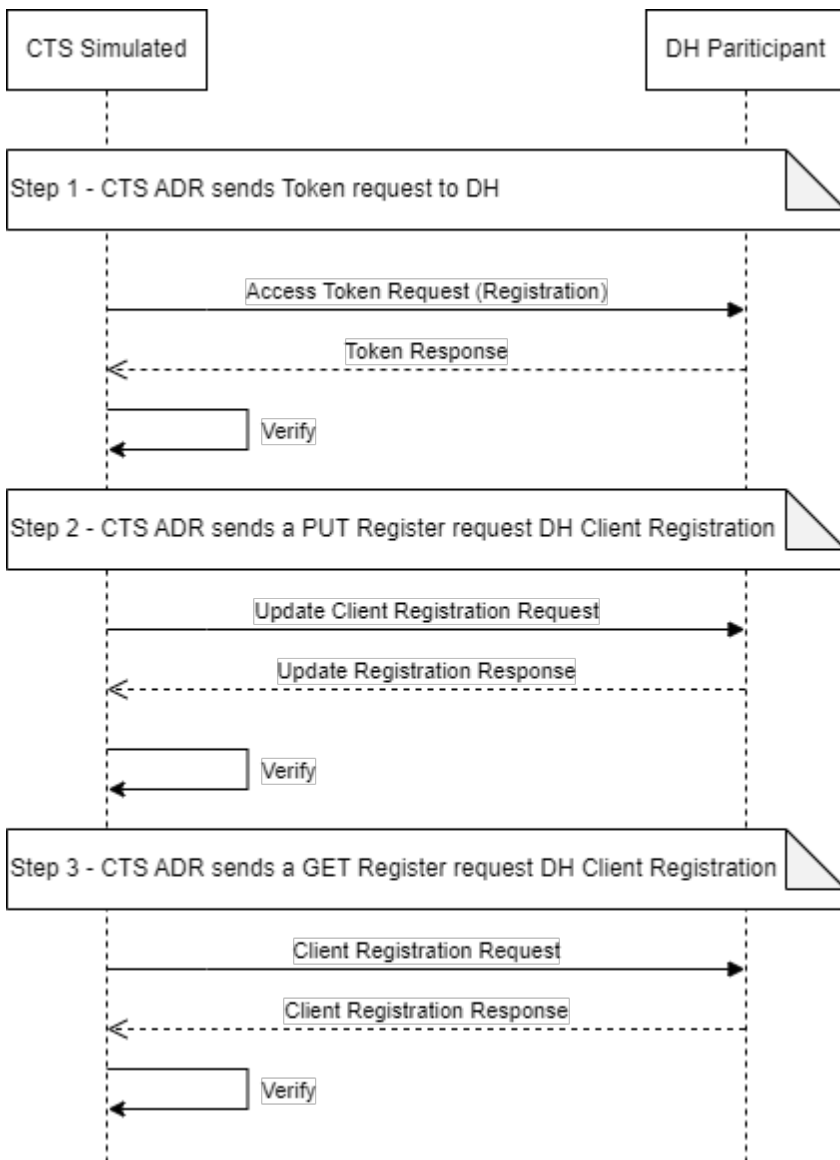 CTS Simulated
DH Pariticipant
Step 1 - CTS ADR sends Token request to DH
Access Token Request (Registration)
Token Response
Verify
Step 2 - CTS ADR sends a PUT Register request DH Client Registration
Update Client Registration Request
Update Registration Response
Verify
Step 3 - CTS ADR sends a GET Register request DH Client Registration
Client Registration Request
Client Registration Response
Verify